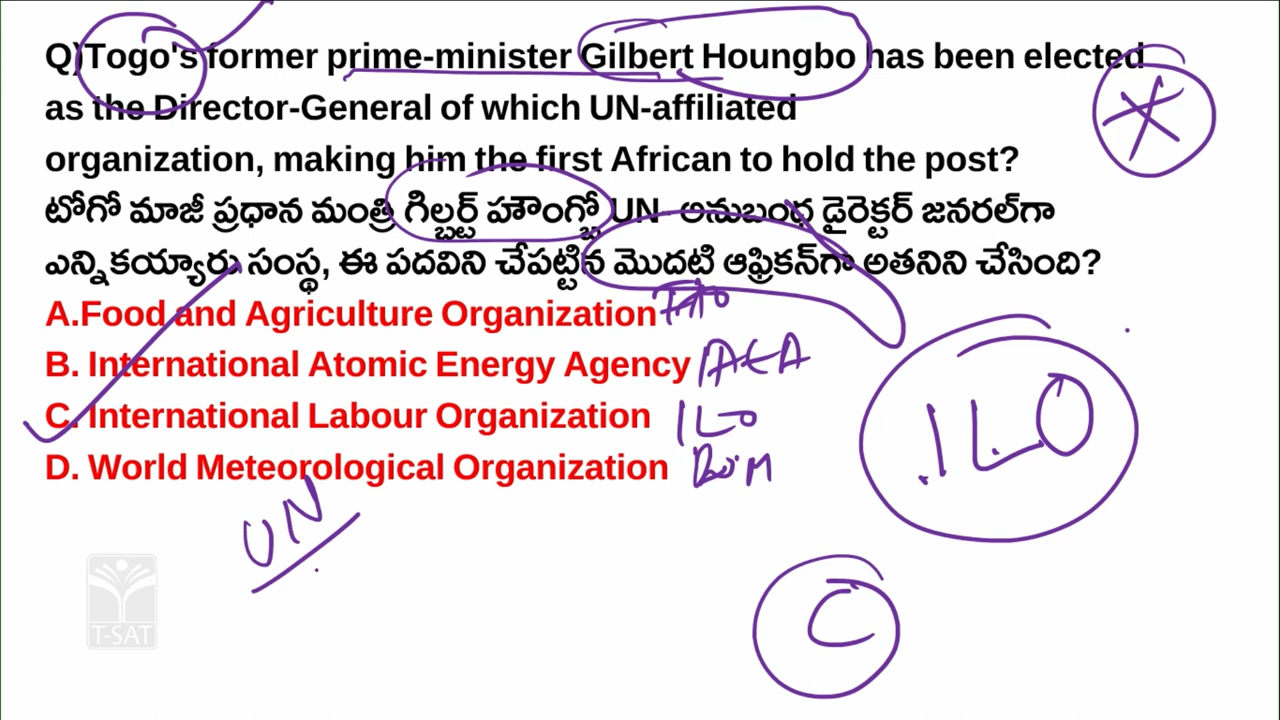 Q)Togo's former prime-minister Gilbert Houngbo has been elected
as the Director-General of which UN-affiliated
organization, making him the first African to hold the post?
టోగో మాజీ ప్రధాన మంత్రి గిల్బర్ట్ హౌంగ్బో UN- అనుబంధ డైరెక్టర్ జనరల్‌గా
ఎన్నికయ్యారు సంస్థ, ఈ పదవిని చేపట్టిన మొదటి ఆఫ్రికన్‌గా అతనిని చేసింది?
A.Food and Agriculture Organization
B. International Atomic Energy Agency IAEA
C. International Labour Organization ILO
D. World Meteorological Organization
ILO
UN
C
T-SAT